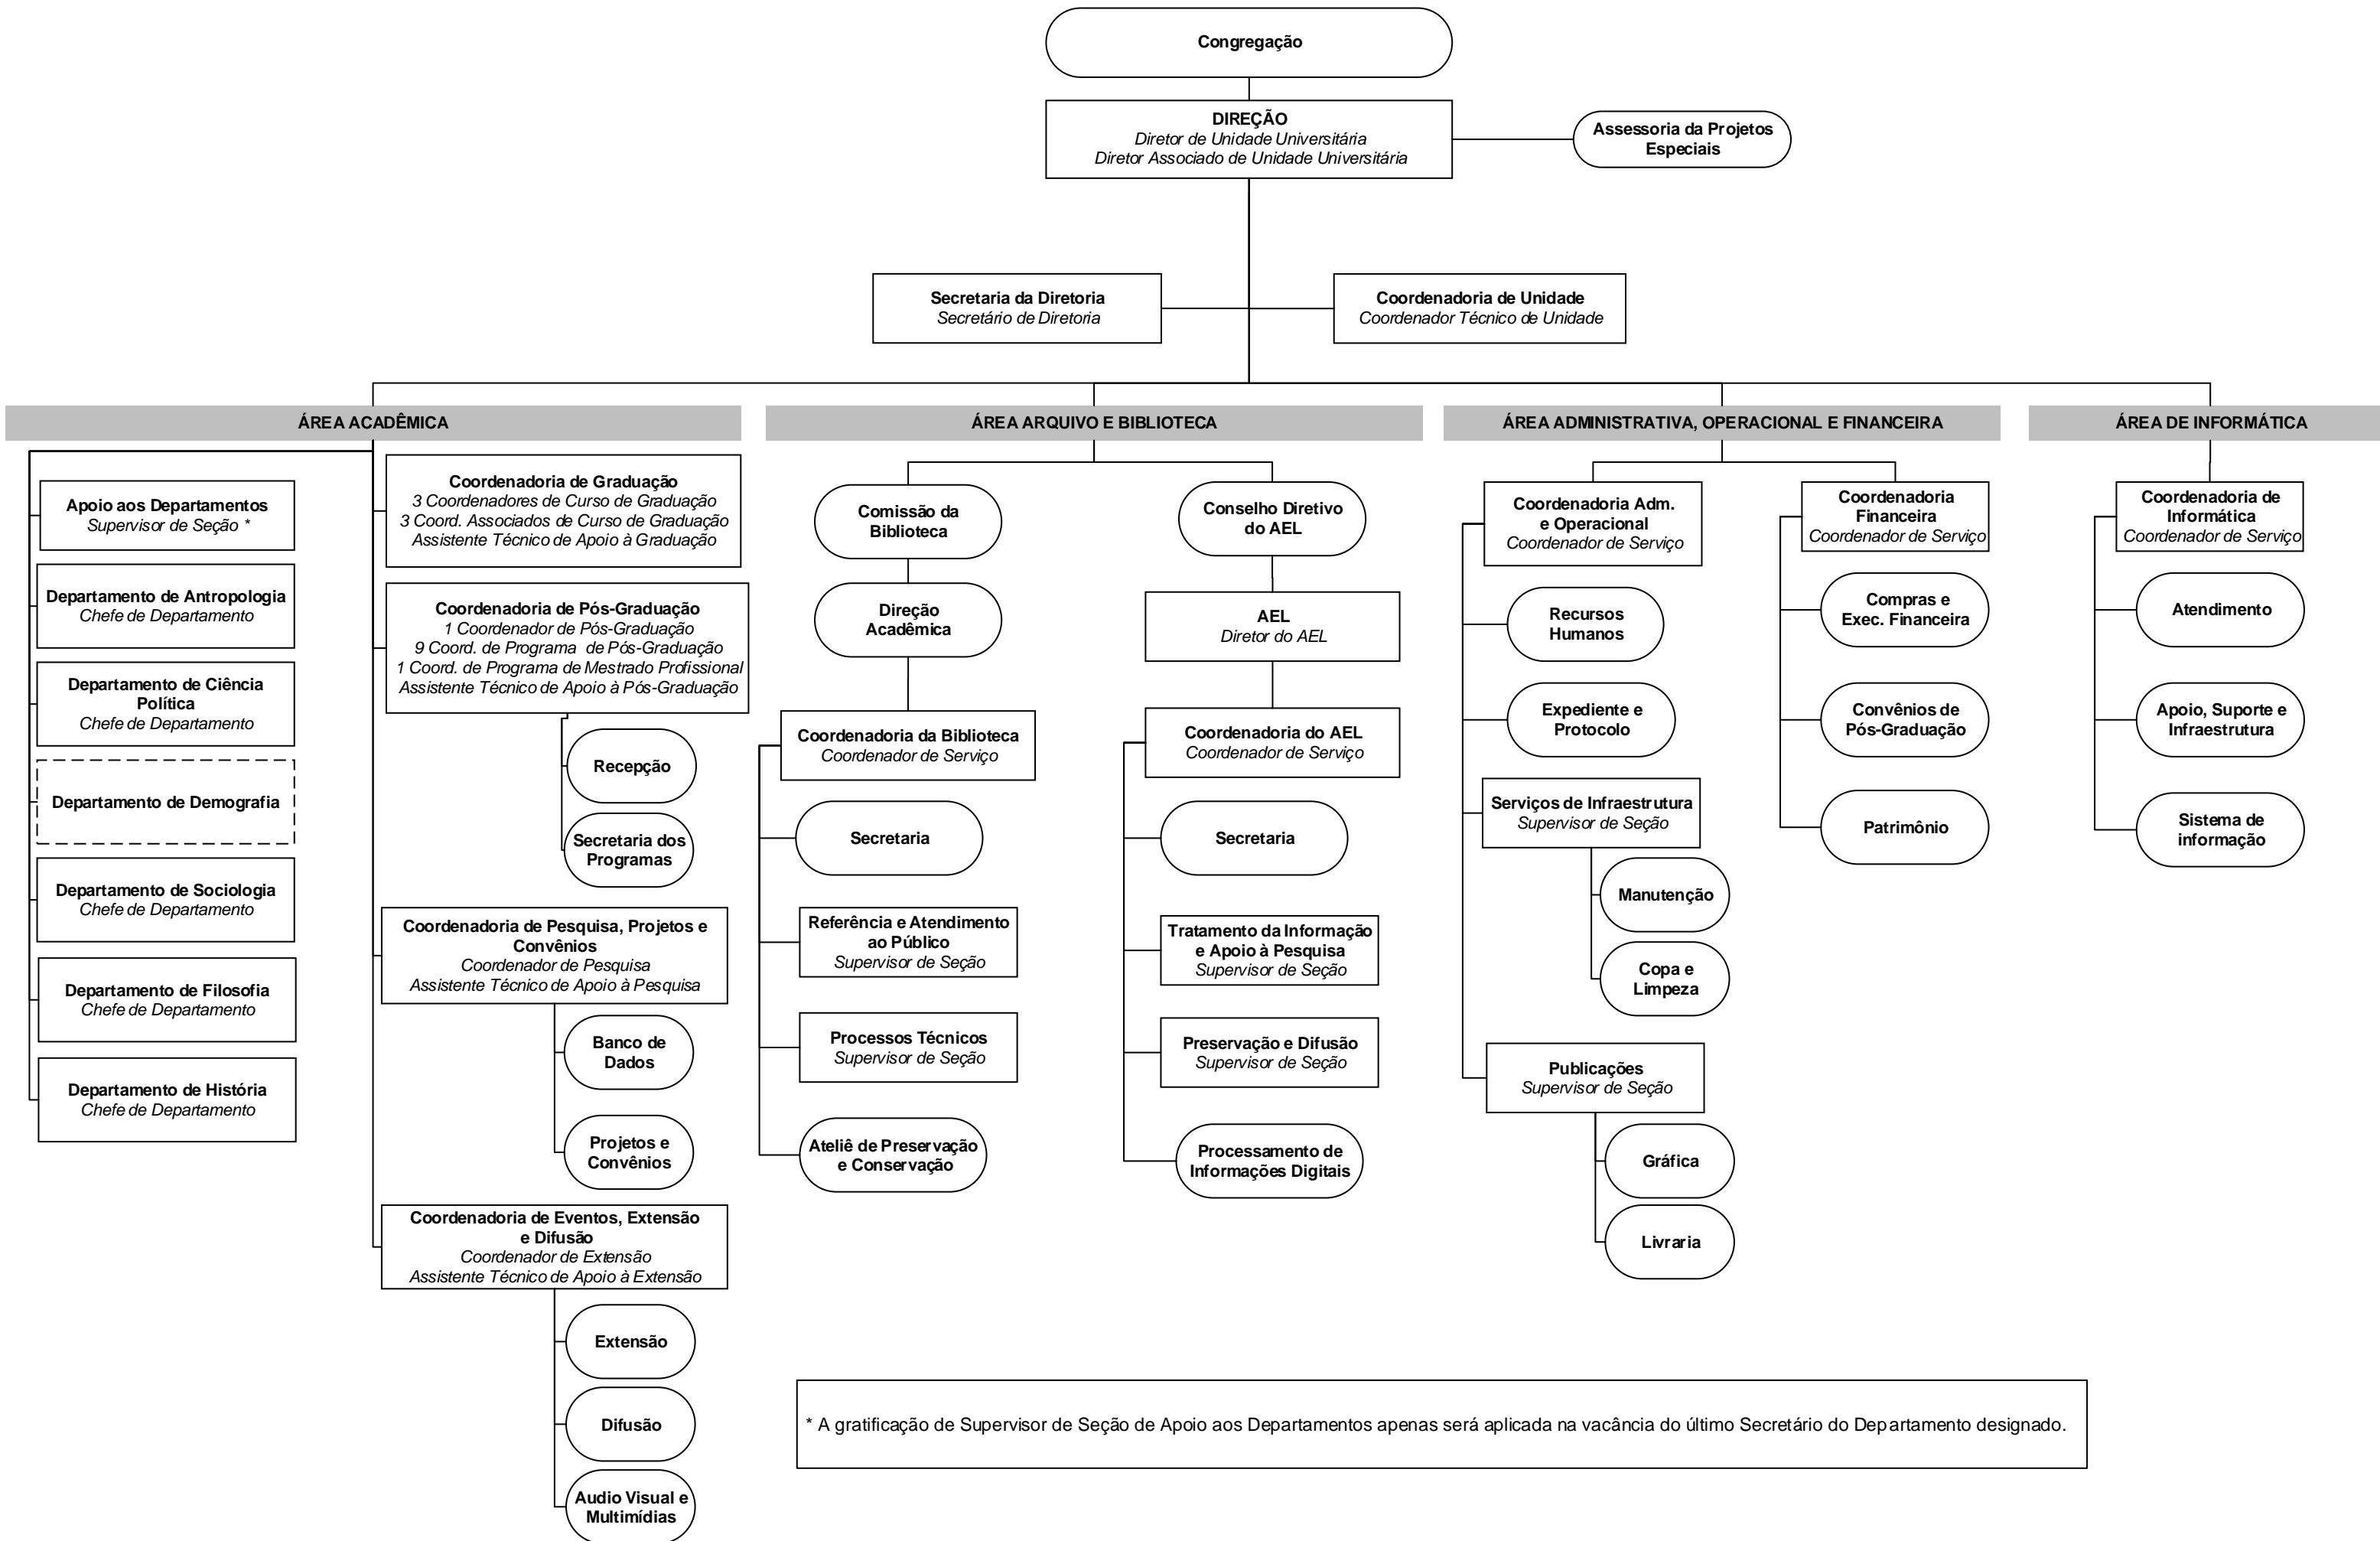 Congregação
DIREÇÃO
Diretor de Unidade Universitária
Diretor Associado de Unidade Universitária
Assessoria da Projetos
Especiais
Secretaria da Diretoria
Secretário de Diretoria
Coordenadoria de Unidade
Coordenador Técnico de Unidade
ÁREA ACADÊMICA
Apoio aos Departamentos
Supervisor de Seção *
Departamento de Antropologia
Chefe de Departamento
Departamento de Ciência
Política
Chefe de Departamento
Departamento de Demografia
Departamento de Sociologia
Chefe de Departamento
Departamento de Filosofia
Chefe de Departamento
Departamento de História
Chefe de Departamento
Coordenadoria de Graduação
3 Coordenadores de Curso de Graduação
3 Coord. Associados de Curso de Graduação
Assistente Técnico de Apoio à Graduação
Coordenadoria de Pós-Graduação
1 Coordenador de Pós-Graduação
9 Coord. de Programa de Pós-Graduação
1 Coord. de Programa de Mestrado Profissional
Assistente Técnico de Apoio à Pós-Graduação
Recepção
Secretaria dos
Programas
Coordenadoria de Pesquisa, Projetos e
Convênios
Coordenador de Pesquisa
Assistente Técnico de Apoio à Pesquisa
Banco de
Dados
Projetos e
Convênios
Coordenadoria de Eventos, Extensão
e Difusão
Coordenador de Extensão
Assistente Técnico de Apoio à Extensão
Extensão
Difusão
Audio Visual e
Multimídias
ÁREA ARQUIVO E BIBLIOTECA
Comissão da
Biblioteca
Direção
Acadêmica
Coordenadoria da Biblioteca
Coordenador de Serviço
Secretaria
Referência e Atendimento
ao Público
Supervisor de Seção
Processos Técnicos
Supervisor de Seção
Ateliê de Preservação
e Conservação
Conselho Diretivo
do AEL
AEL
Diretor do AEL
Coordenadoria do AEL
Coordenador de Serviço
Secretaria
Tratamento da Informação
e Apoio à Pesquisa
Supervisor de Seção
Preservação e Difusão
Supervisor de Seção
Processamento de
Informações Digitais
ÁREA ADMINISTRATIVA, OPERACIONAL E FINANCEIRA
Coordenadoria Adm.
e Operacional
Coordenador de Serviço
Recursos
Humanos
Expediente e
Protocolo
Serviços de Infraestrutura
Supervisor de Seção
Manutenção
Copa e
Limpeza
Publicações
Supervisor de Seção
Gráfica
Livraria
Coordenadoria
Financeira
Coordenador de Serviço
Compras e
Exec. Financeira
Convênios de
Pós-Graduação
Patrimônio
ÁREA DE INFORMÁTICA
Coordenadoria de
Informática
Coordenador de Serviço
Atendimento
Apoio, Suporte e
Infraestrutura
Sistema de
informação
* A gratificação de Supervisor de Seção de Apoio aos Departamentos apenas será aplicada na vacância do último Secretário do Departamento designado.